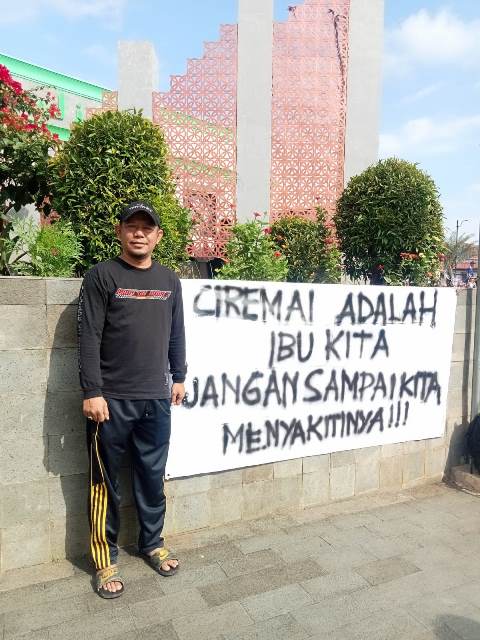 CIREMAI ADALAH
IBU KITA
JANGAN SAMPAI KITA
MENYAKITINYA!!!